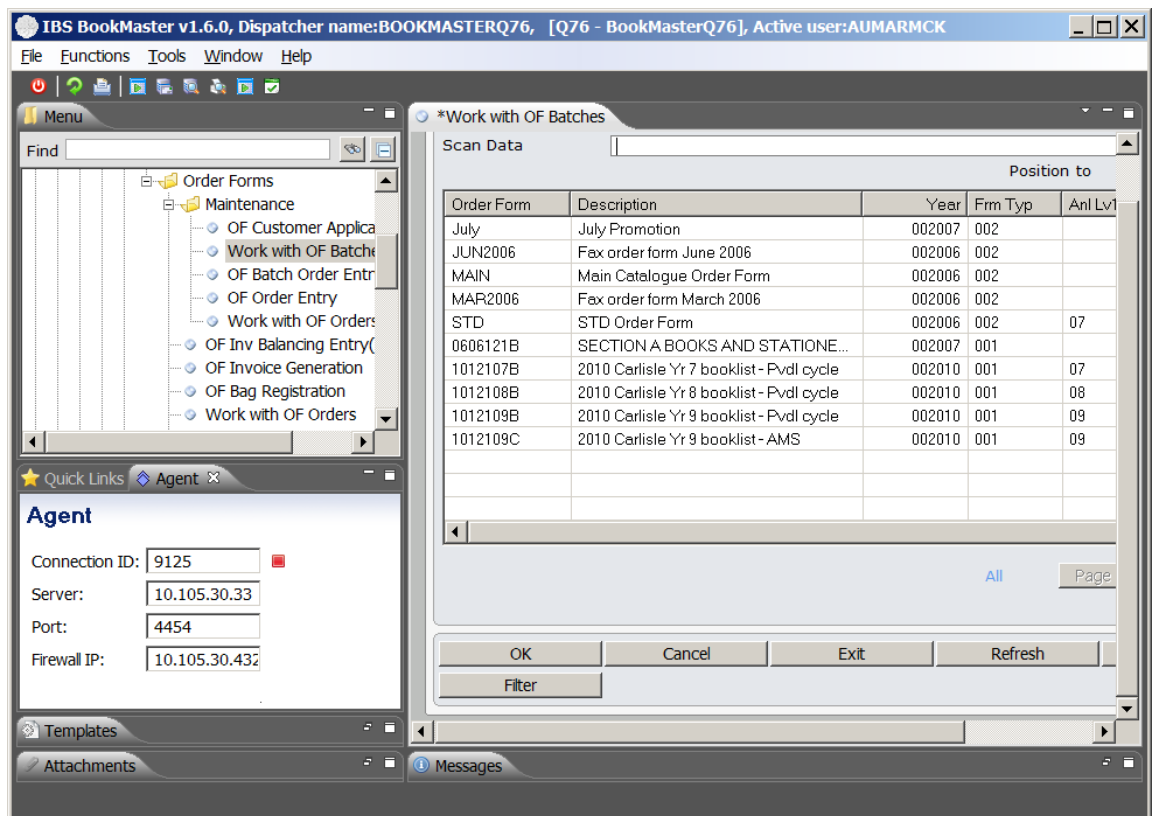 IBS BookMaster v1.6.0, Dispatcher name:BOOKMASTERQ76, [Q76 - BookMasterQ76], Active user:AUMARMCK
File Functions Tools Window Help
Menu
Find
Order Forms
Maintenance
OF Customer Applica
Work with OF Batche
OF Batch Order Entr
OF Order Entry
Work with OF Orders
OF Inv Balancing Entry(
OF Invoice Generation
OF Bag Registration
Work with OF Orders
Quick Links Agent
Agent
Connection ID: 9125
Server: 10.105.30.33
Port: 4454
Firewall IP: 10.105.30.432
Templates
Attachments
*Work with OF Batches
Scan Data
Position to
Order Form Description Year Frm Typ Anl Lv1
July July Promotion 002007 002
JUN2006 Fax order form June 2006 002006 002
MAIN Main Catalogue Order Form 002006 002
MAR2006 Fax order form March 2006 002006 002
STD STD Order Form 002006 002 07
0606121B SECTION A BOOKS AND STATIONE... 002007 001
1012107B 2010 Carlisle Yr 7 booklist - Pvdl cycle 002010 001 07
1012108B 2010 Carlisle Yr 8 booklist - Pvdl cycle 002010 001 08
1012109B 2010 Carlisle Yr 9 booklist - Pvdl cycle 002010 001 09
1012109C 2010 Carlisle Yr 9 booklist - AMS 002010 001 09
All Page
OK Cancel Exit Refresh
Filter
Messages